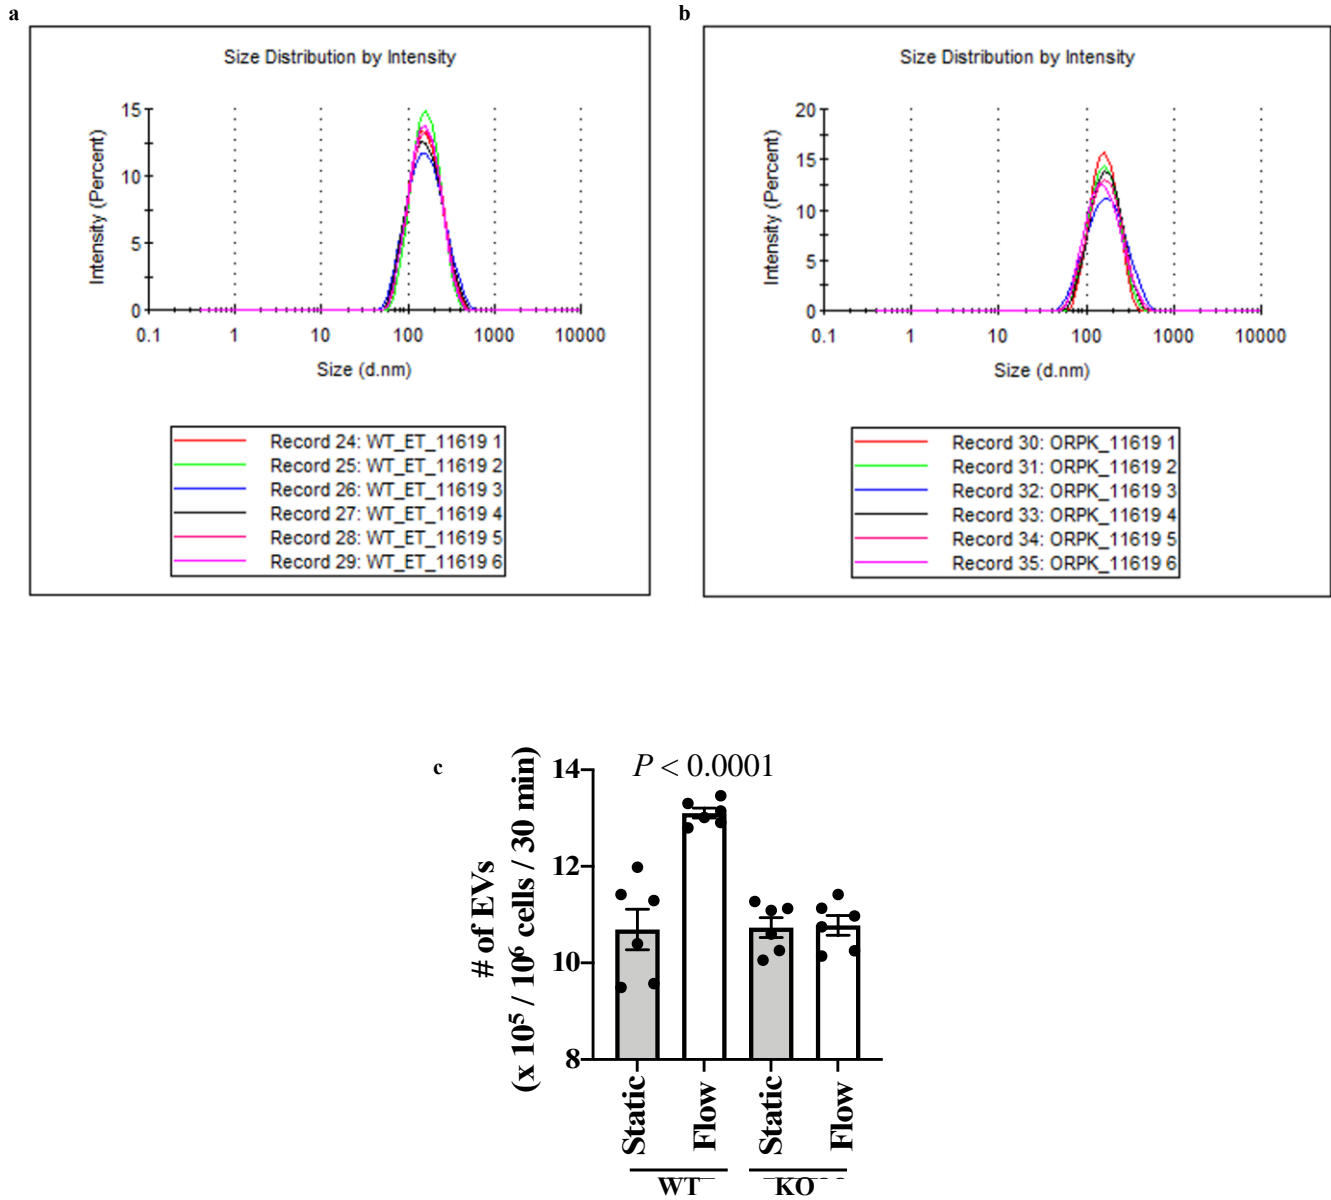 a
Size Distribution by Intensity
Intensity (Percent)
15
10
5
0
0.1 1 10 100 1000 10000
Size (d.nm)
Record 24: WT_ET_11619 1
Record 25: WT_ET_11619 2
Record 26: WT_ET_11619 3
Record 27: WT_ET_11619 4
Record 28: WT_ET_11619 5
Record 29: WT_ET_11619 6
b
Size Distribution by Intensity
Intensity (Percent)
20
15
10
5
0
0.1 1 10 100 1000 10000
Size (d.nm)
Record 30: ORPK_11619 1
Record 31: ORPK_11619 2
Record 32: ORPK_11619 3
Record 33: ORPK_11619 4
Record 34: ORPK_11619 5
Record 35: ORPK_11619 6
c
# of EVs
(x 10⁵ / 10⁶ cells / 30 min)
P < 0.0001
14
12
10
8
Static Flow Static Flow
WT KO